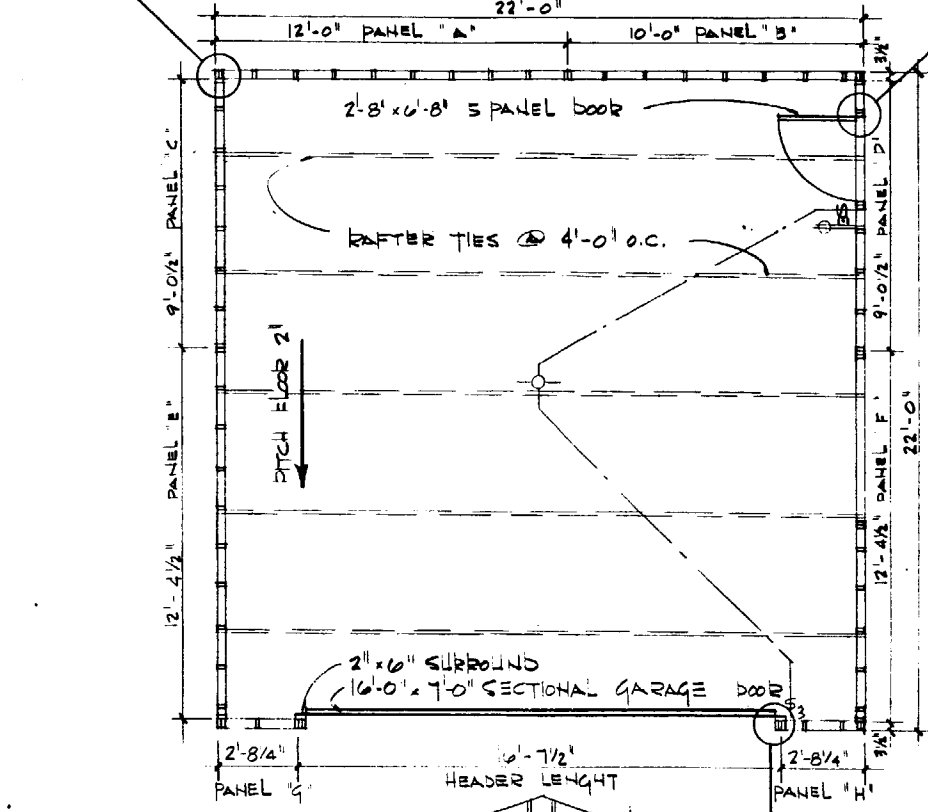 22'-0"
12'-0" PANEL "A"
10'-0" PANEL "B"
3½"
2'-8" x 6'-8" 5 PANEL DOOR
9'-0½" PANEL "C"
9'-0½" PANEL "D"
3S
RAFTER TIES @ 4'-0" O.C.
PITCH FLOOR 2"
12'-4½" PANEL "E"
12'-4½" PANEL "F"
22'-0"
2" x 6" SURROUND
16'-0" x 7'-0" SECTIONAL GARAGE DOOR
S3
2'-8¼"
16'-7½"
2'-8¼"
3½"
HEADER LENGHT
PANEL "G"
PANEL "H"